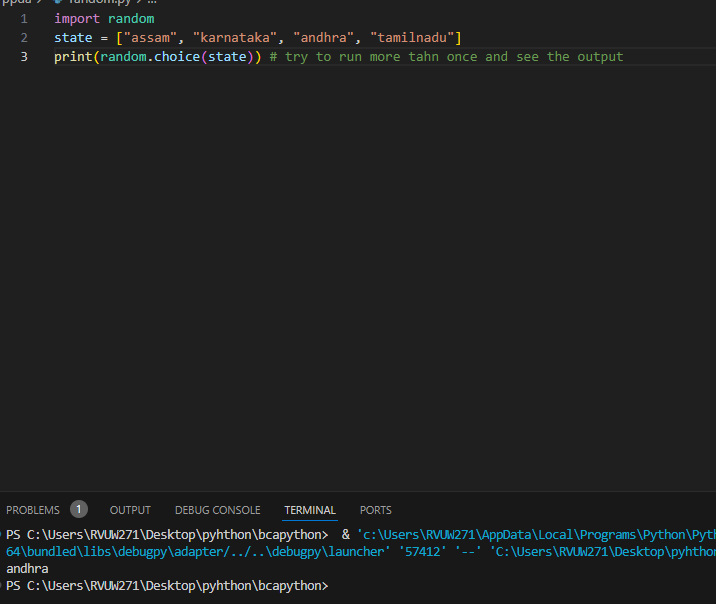 ppda > random.py > ...
1 import random
2 state = ["assam", "karnataka", "andhra", "tamilnadu"]
3 print(random.choice(state)) # try to run more tahn once and see the output
PROBLEMS 1 OUTPUT DEBUG CONSOLE TERMINAL PORTS
PS C:\Users\RVUW271\Desktop\pyhthon\bcapython> & 'c:\Users\RVUW271\AppData\Local\Programs\Python\Pyt
64\bundled\libs\debugpy\adapter/../..\debugpy\launcher' '57412' '--' 'C:\Users\RVUW271\Desktop\pyhthon
andhra
PS C:\Users\RVUW271\Desktop\pyhthon\bcapython>